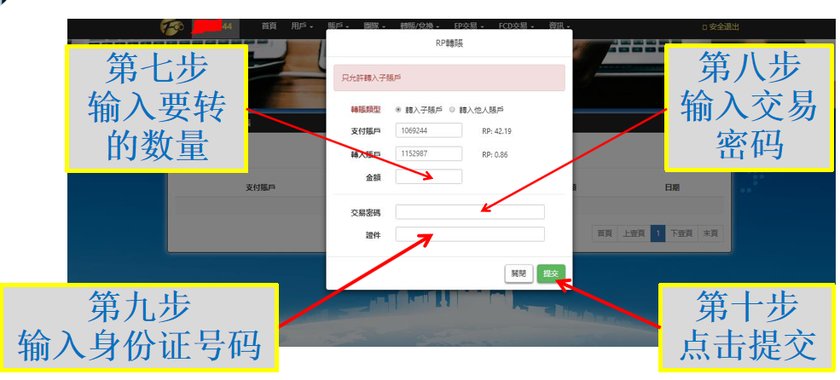 44 首頁 用戶 賬戶 團隊 轉賬/兌換 EP交易 FCD交易 資訊 安全退出
RP轉賬
只允許轉入子賬戶
轉賬類型 轉入子賬戶 轉入他人賬戶
支付賬戶 1069244 RP: 42.19
轉入賬戶 1152987 RP: 0.86
金額
交易密碼
證件
關閉 提交
支付賬戶 日期
首頁 上壹頁 1 下壹頁 末頁
第七步
输入要转
的数量
第八步
输入交易
密码
第九步
输入身份证号码
第十步
点击提交